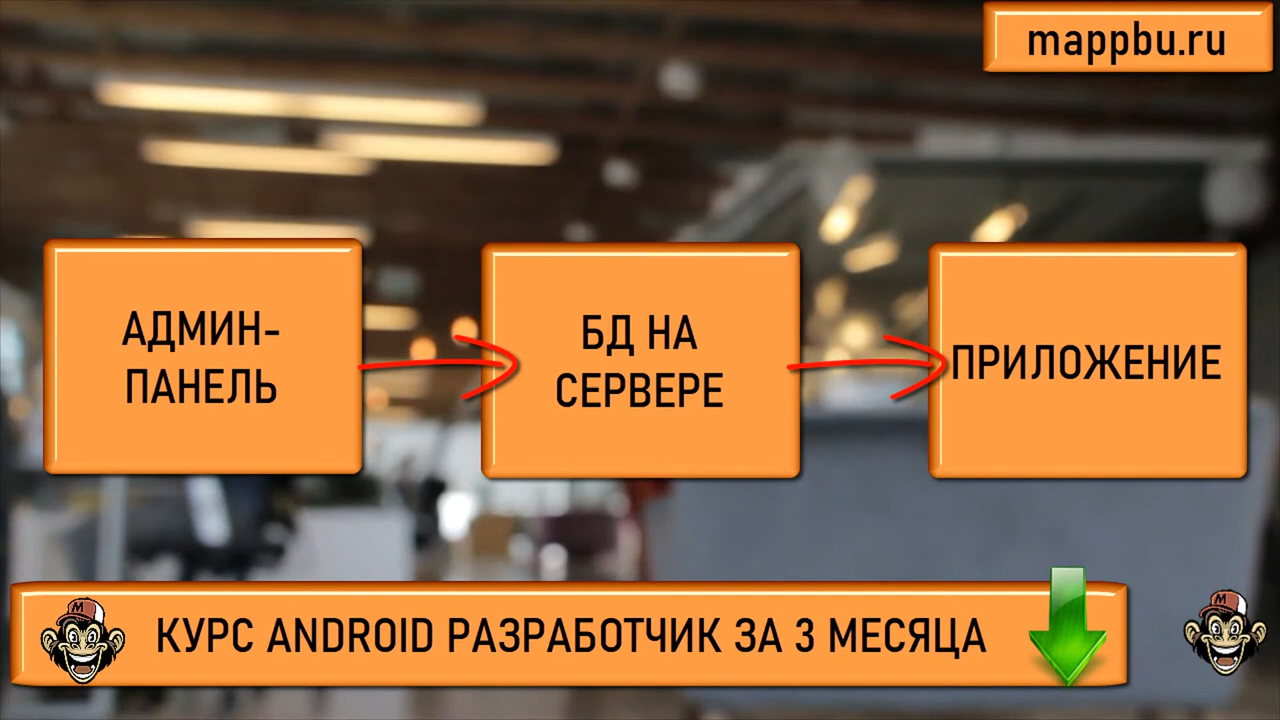 mappbu.ru
АДМИН-
ПАНЕЛЬ
БД НА
СЕРВЕРЕ
ПРИЛОЖЕНИЕ
M
КУРС ANDROID РАЗРАБОТЧИК ЗА 3 МЕСЯЦА
M